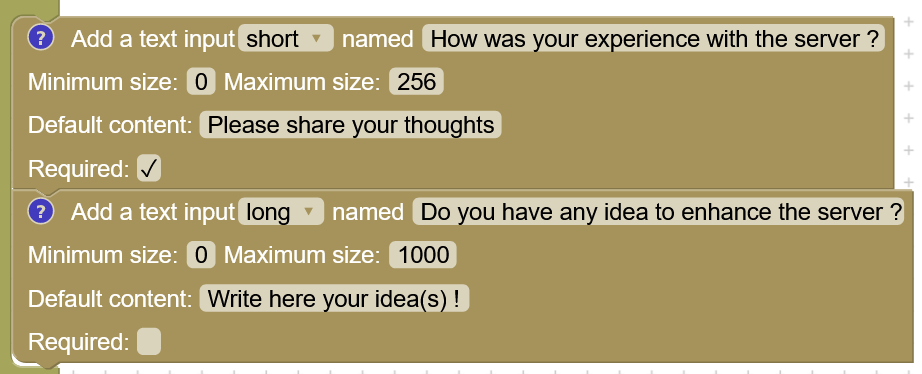 ? Add a text input short ▼ named How was your experience with the server ?
Minimum size: 0 Maximum size: 256
Default content: Please share your thoughts
Required: ✓
? Add a text input long ▼ named Do you have any idea to enhance the server ?
Minimum size: 0 Maximum size: 1000
Default content: Write here your idea(s) !
Required: